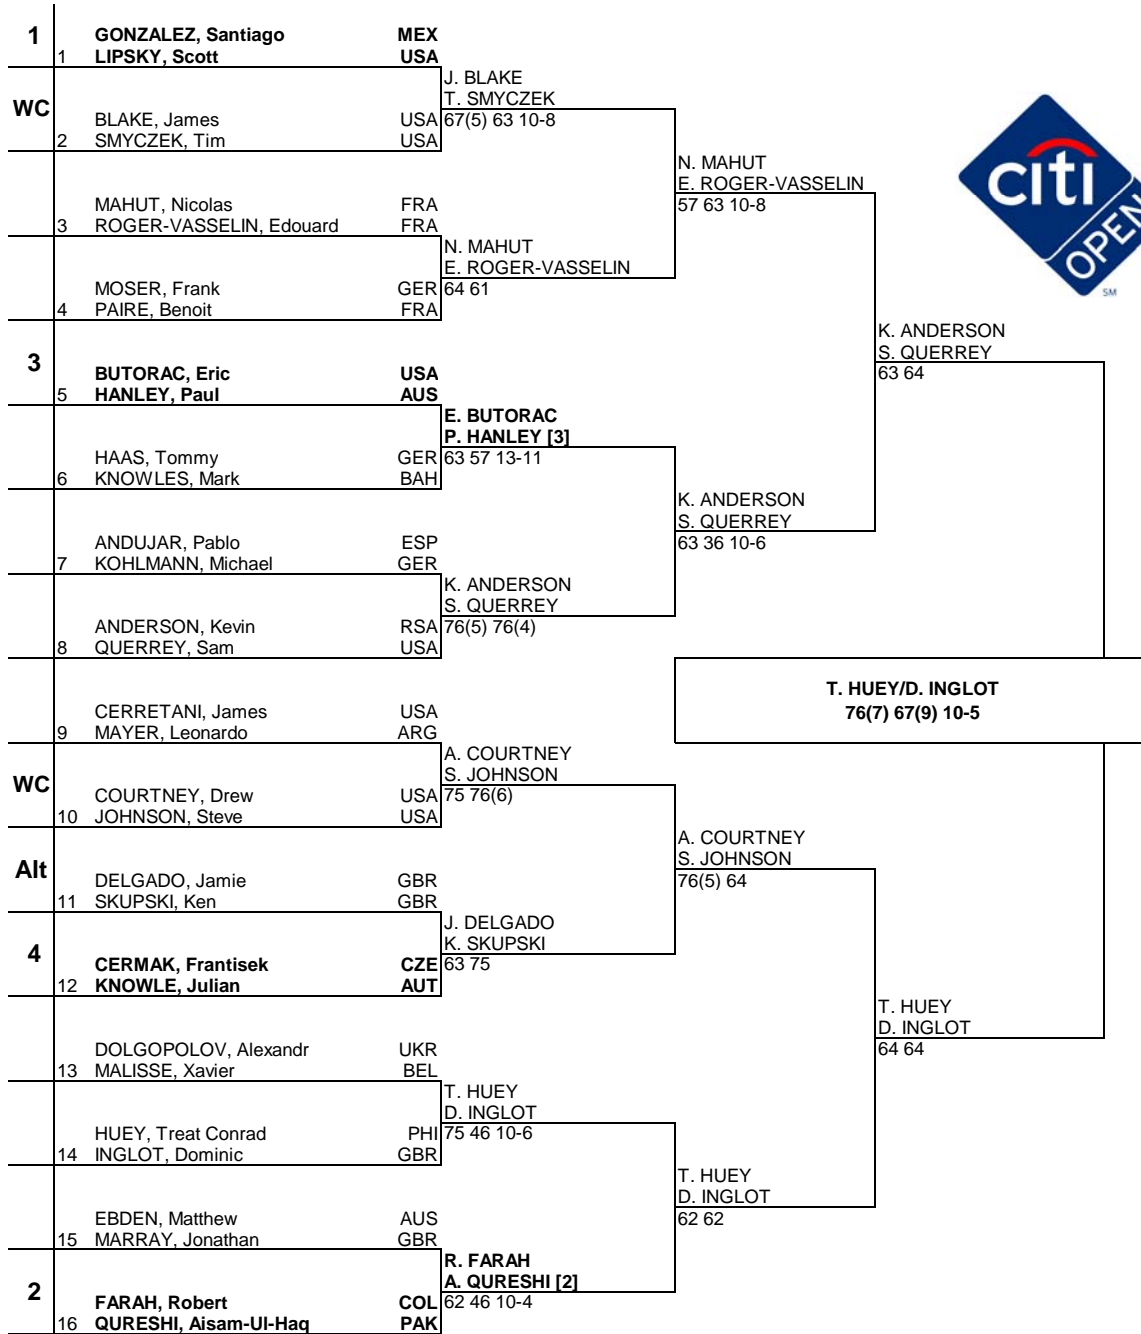 1 GONZALEZ, Santiago MEX
1 LIPSKY, Scott USA
J. BLAKE
T. SMYCZEK
WC
BLAKE, James USA 67(5) 63 10-8
2 SMYCZEK, Tim USA
N. MAHUT
E. ROGER-VASSELIN
57 63 10-8
citi
OPEN
SM
MAHUT, Nicolas FRA
3 ROGER-VASSELIN, Edouard FRA
N. MAHUT
E. ROGER-VASSELIN
MOSER, Frank GER 64 61
4 PAIRE, Benoit FRA
K. ANDERSON
S. QUERREY
63 64
3
BUTORAC, Eric USA
5 HANLEY, Paul AUS
E. BUTORAC
P. HANLEY [3]
HAAS, Tommy GER 63 57 13-11
6 KNOWLES, Mark BAH
K. ANDERSON
S. QUERREY
63 36 10-6
ANDUJAR, Pablo ESP
7 KOHLMANN, Michael GER
K. ANDERSON
S. QUERREY
ANDERSON, Kevin RSA 76(5) 76(4)
8 QUERREY, Sam USA
T. HUEY/D. INGLOT
76(7) 67(9) 10-5
CERRETANI, James USA
9 MAYER, Leonardo ARG
A. COURTNEY
S. JOHNSON
WC
COURTNEY, Drew USA 75 76(6)
10 JOHNSON, Steve USA
A. COURTNEY
S. JOHNSON
76(5) 64
Alt
DELGADO, Jamie GBR
11 SKUPSKI, Ken GBR
J. DELGADO
K. SKUPSKI
4
CERMAK, Frantisek CZE 63 75
12 KNOWLE, Julian AUT
T. HUEY
D. INGLOT
64 64
DOLGOPOLOV, Alexandr UKR
13 MALISSE, Xavier BEL
T. HUEY
D. INGLOT
HUEY, Treat Conrad PHI 75 46 10-6
14 INGLOT, Dominic GBR
T. HUEY
D. INGLOT
62 62
EBDEN, Matthew AUS
15 MARRAY, Jonathan GBR
R. FARAH
A. QURESHI [2]
2
FARAH, Robert COL 62 46 10-4
16 QURESHI, Aisam-Ul-Haq PAK